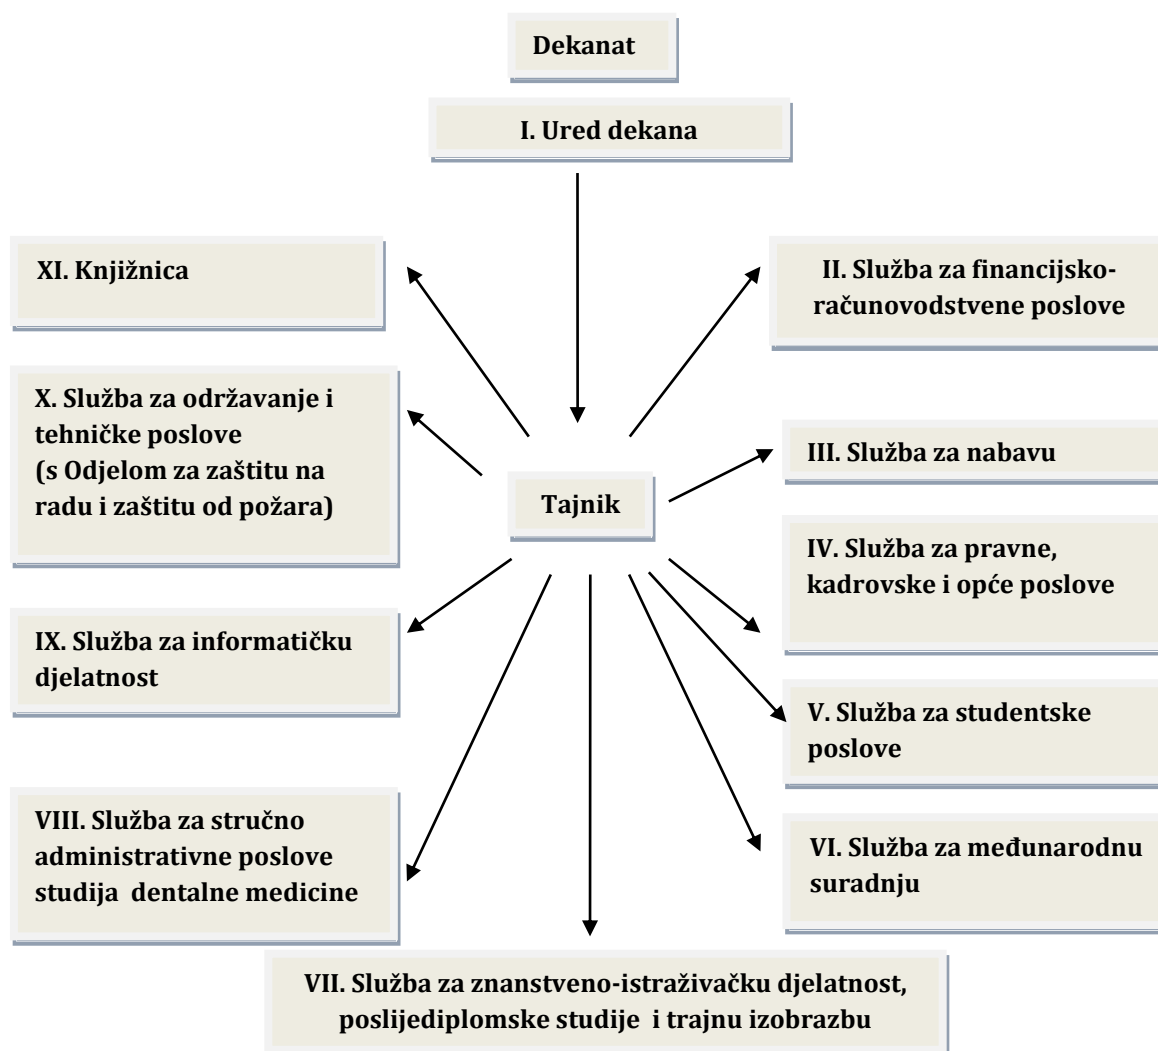 Dekanat
I. Ured dekana
XI. Knjižnica
II. Služba za financijsko-
računovodstvene poslove
X. Služba za održavanje i
tehničke poslove
(s Odjelom za zaštitu na
radu i zaštitu od požara)
Tajnik
III. Služba za nabavu
IV. Služba za pravne,
kadrovske i opće poslove
IX. Služba za informatičku
djelatnost
V. Služba za studentske
poslove
VIII. Služba za stručno
administrativne poslove
studija dentalne medicine
VI. Služba za međunarodnu
suradnju
VII. Služba za znanstveno-istraživačku djelatnost,
poslijediplomske studije i trajnu izobrazbu